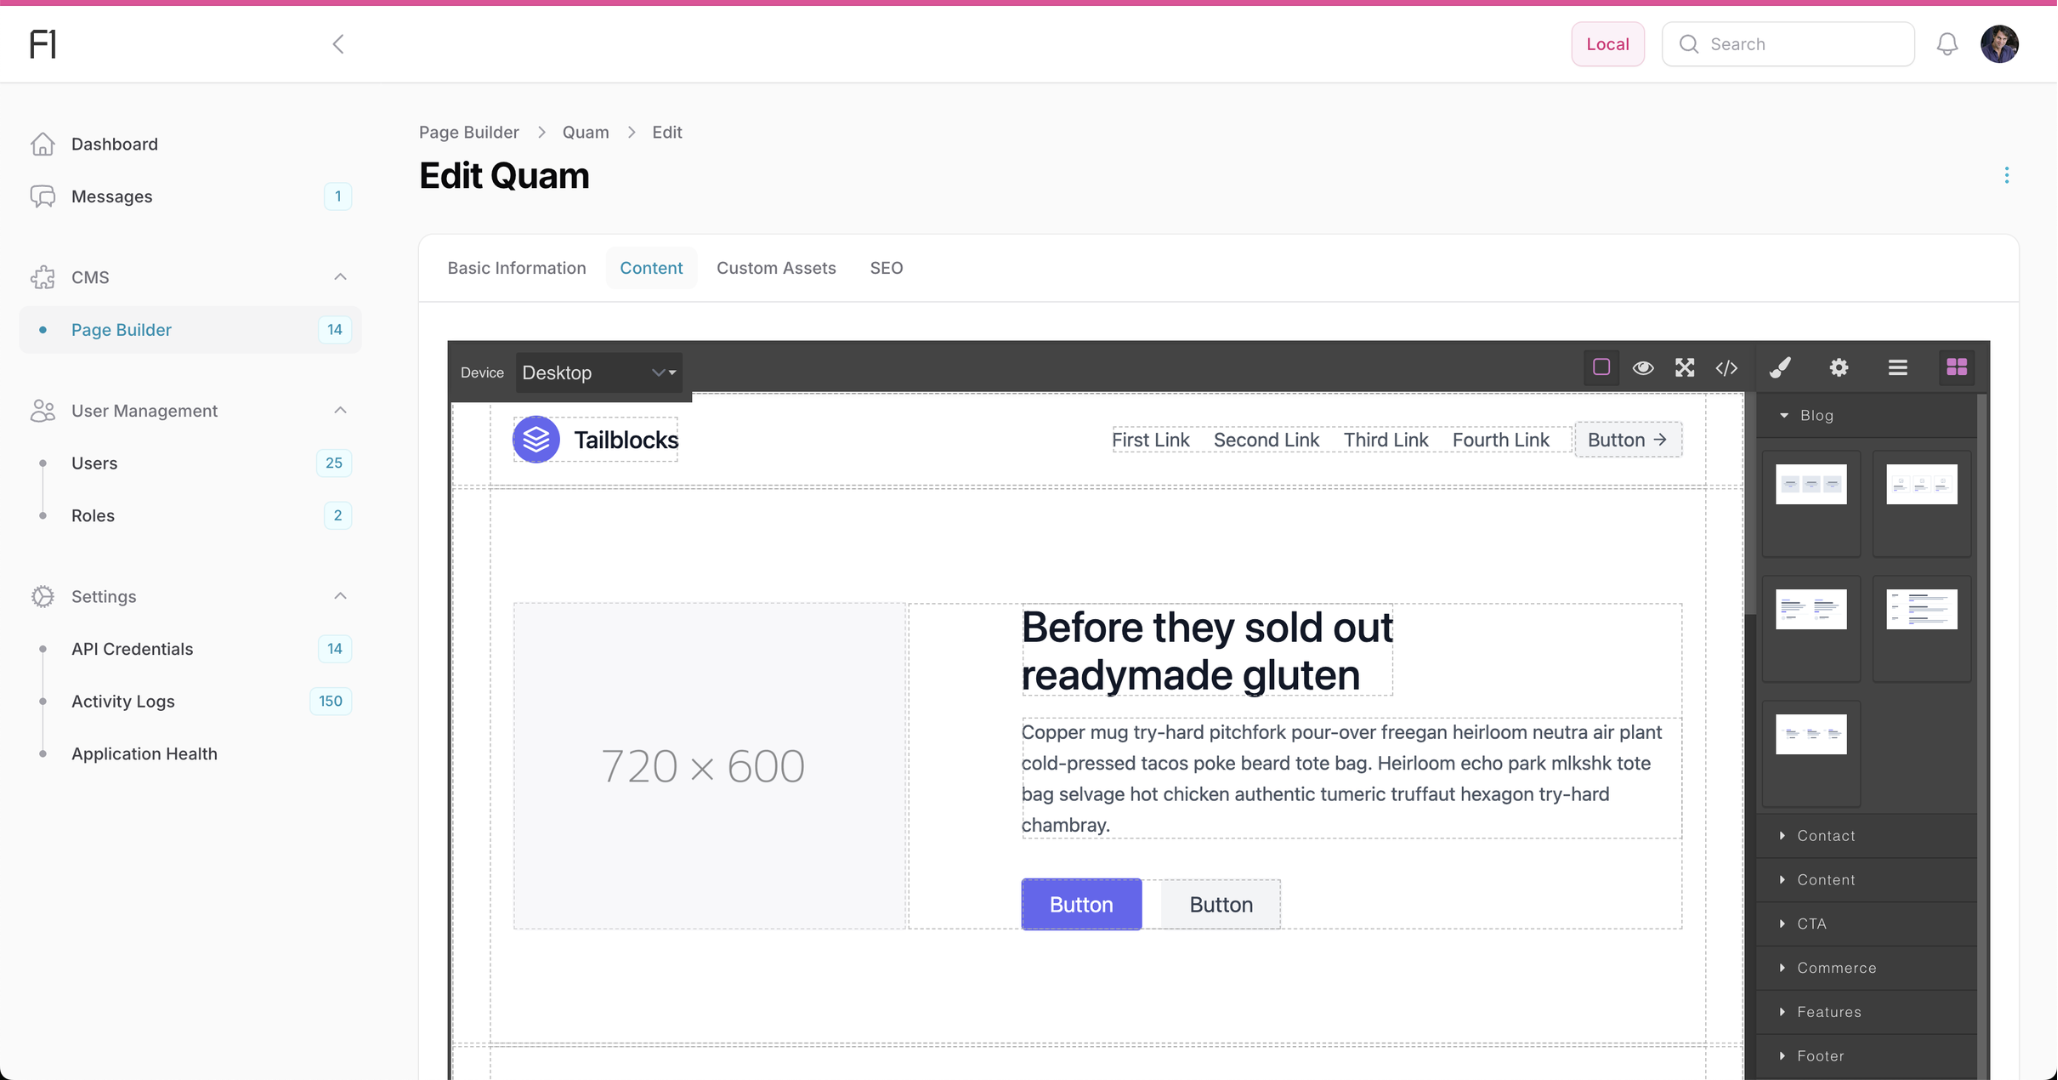 F1
Local
Search
Dashboard
Messages
1
CMS
Page Builder
14
User Management
Users
25
Roles
2
Settings
API Credentials
14
Activity Logs
150
Application Health
Page Builder > Quam > Edit
Edit Quam
Basic Information
Content
Custom Assets
SEO
Device
Desktop
</>
Tailblocks
First Link
Second Link
Third Link
Fourth Link
Button →
720 × 600
Before they sold out
readymade gluten
Copper mug try-hard pitchfork pour-over freegan heirloom neutra air plant
cold-pressed tacos poke beard tote bag. Heirloom echo park mlkshk tote
bag selvage hot chicken authentic tumeric truffaut hexagon try-hard
chambray.
Button
Button
Blog
Contact
Content
CTA
Commerce
Features
Footer